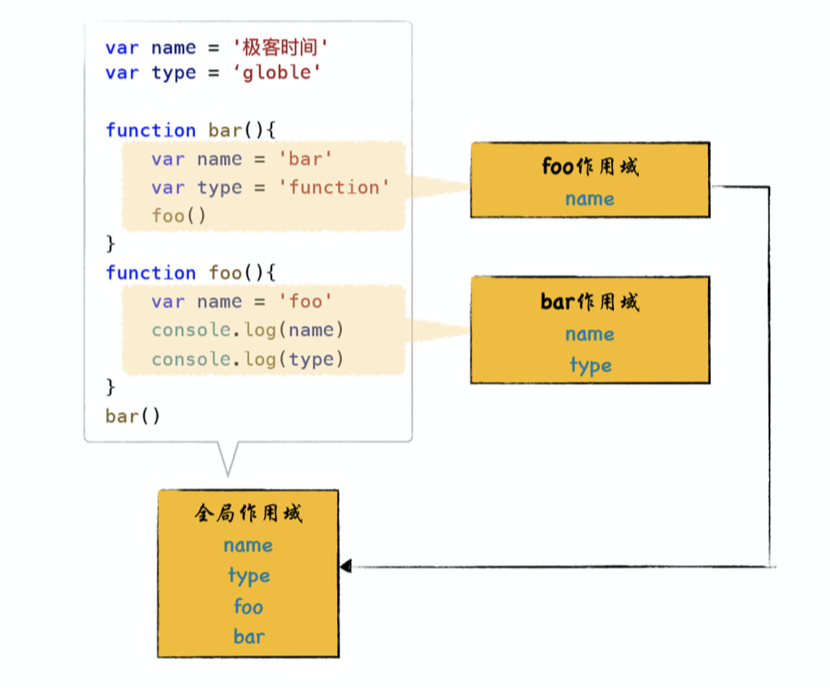 var name = '极客时间'
var type = ‘globle'
function bar(){
var name = 'bar'
var type = 'function'
foo()
}
function foo(){
var name = 'foo'
console.log(name)
console.log(type)
}
bar()
foo作用域
name
bar作用域
name
type
全局作用域
name
type
foo
bar